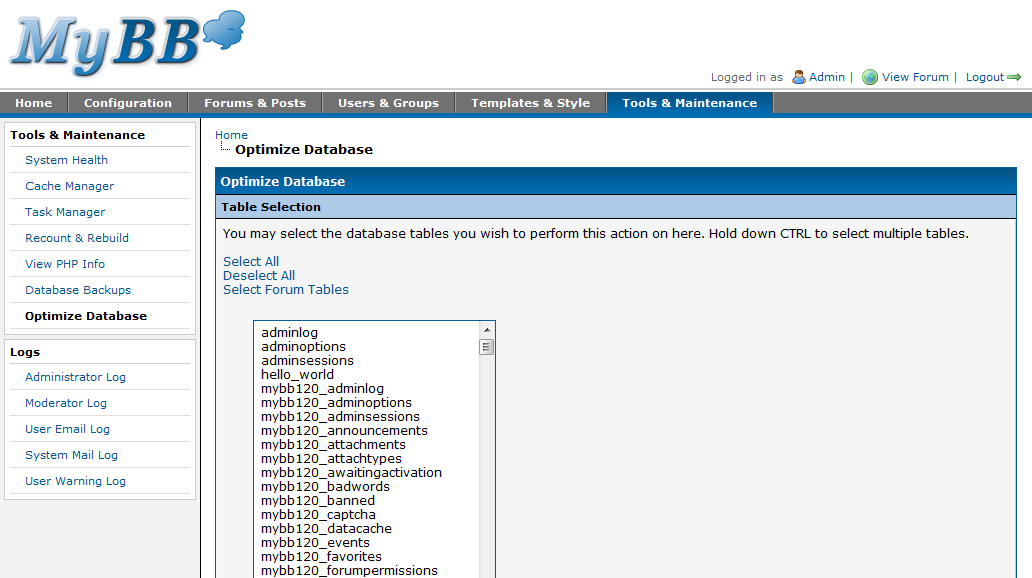 MyBB
Logged in as Admin | View Forum | Logout
Home Configuration Forums & Posts Users & Groups Templates & Style Tools & Maintenance
Tools & Maintenance
System Health
Cache Manager
Task Manager
Recount & Rebuild
View PHP Info
Database Backups
Optimize Database
Logs
Administrator Log
Moderator Log
User Email Log
System Mail Log
User Warning Log
Home
Optimize Database
Optimize Database
Table Selection
You may select the database tables you wish to perform this action on here. Hold down CTRL to select multiple tables.
Select All
Deselect All
Select Forum Tables
adminlog
adminoptions
adminsessions
hello_world
mybb120_adminlog
mybb120_adminoptions
mybb120_adminsessions
mybb120_announcements
mybb120_attachments
mybb120_attachtypes
mybb120_awaitingactivation
mybb120_badwords
mybb120_banned
mybb120_captcha
mybb120_datacache
mybb120_events
mybb120_favorites
mybb120_forumpermissions